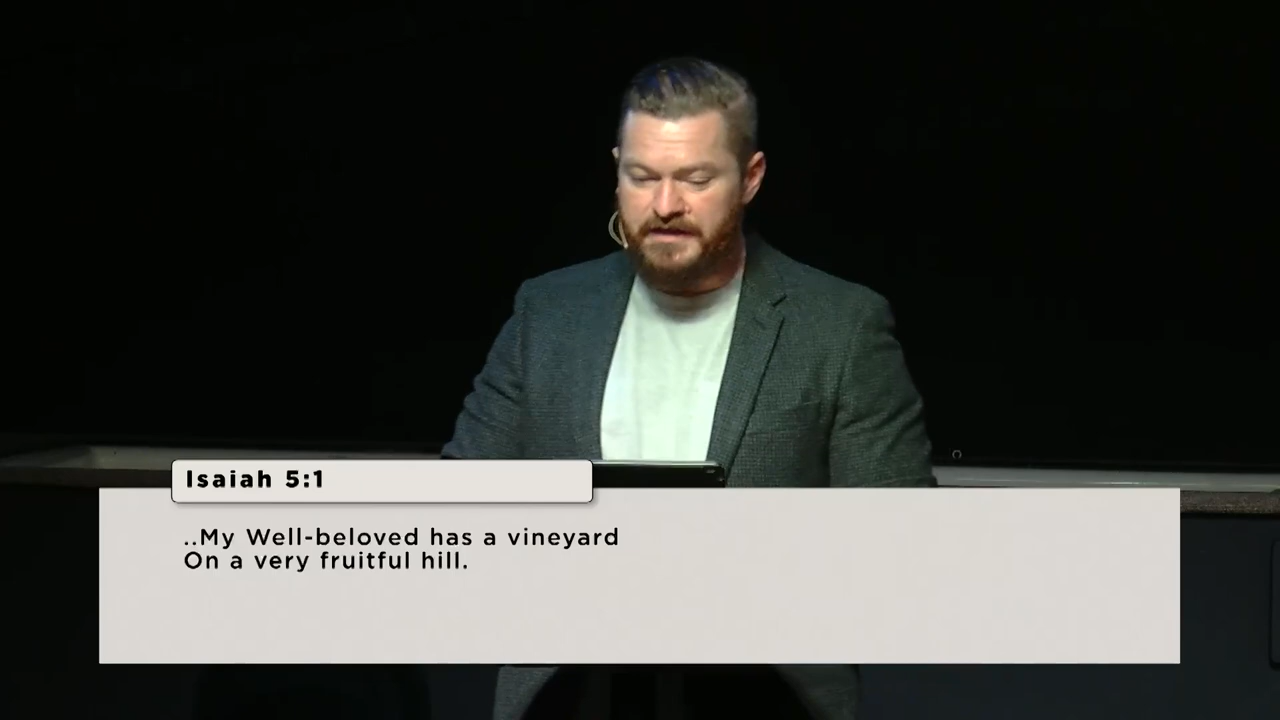 Isaiah 5:1
..My Well-beloved has a vineyard
On a very fruitful hill.